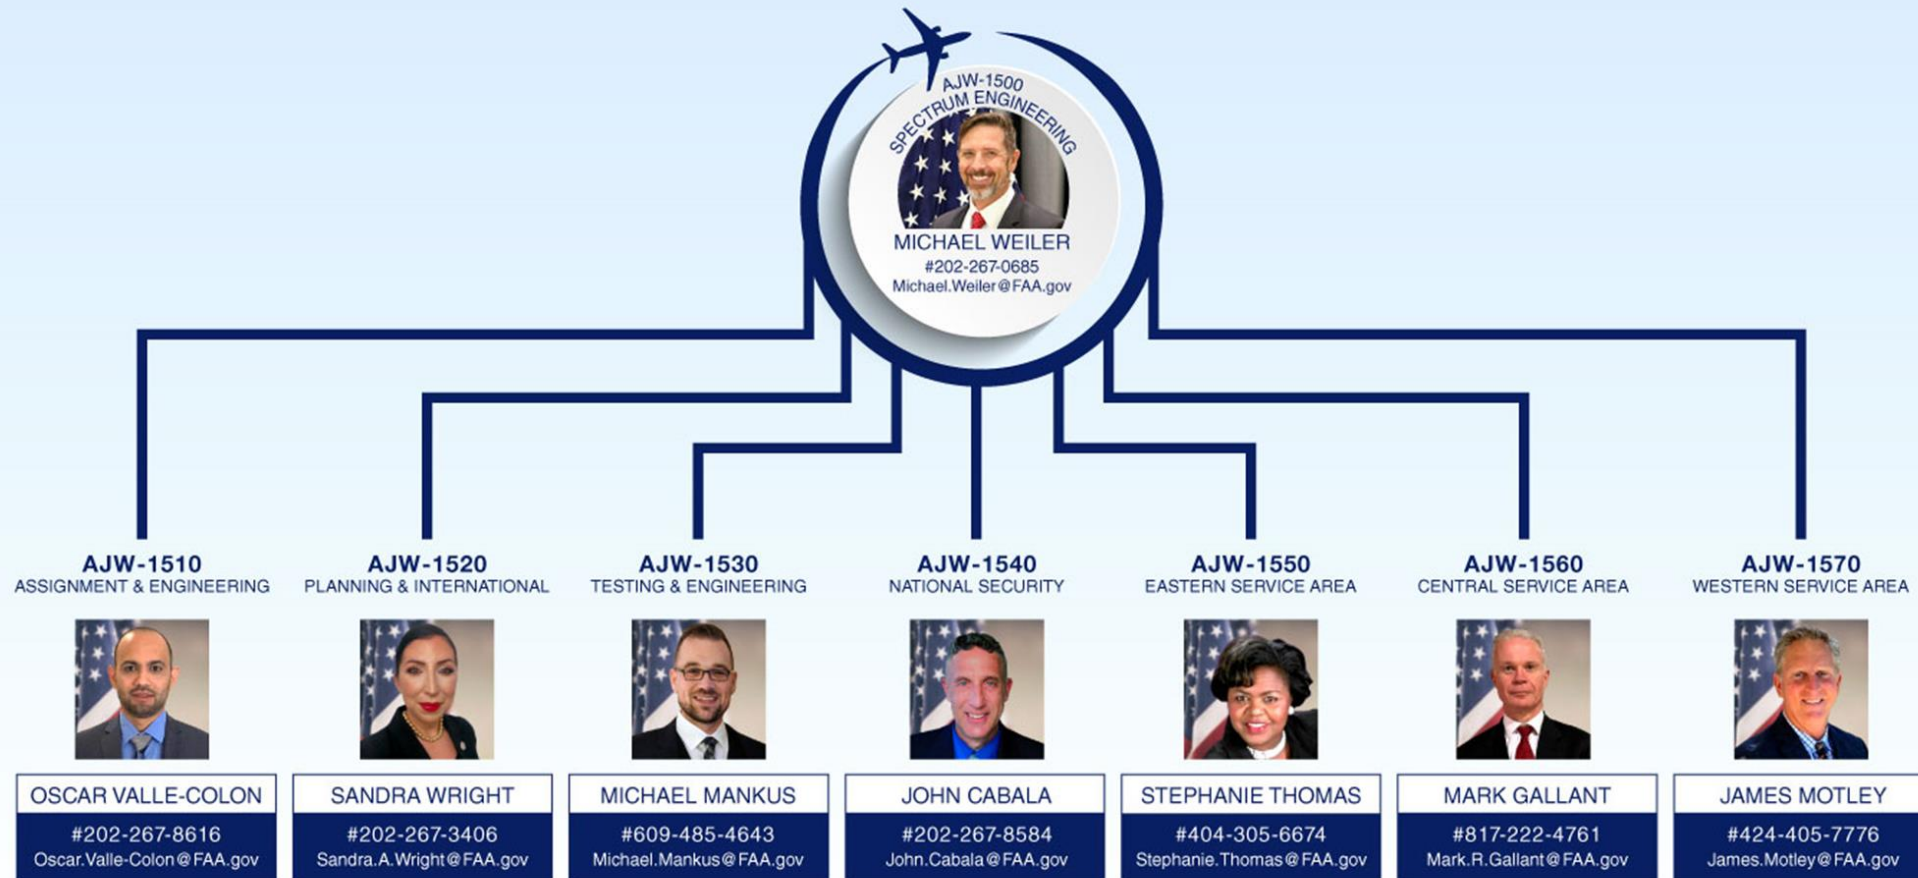 AJW-1500
SPECTRUM ENGINEERING
MICHAEL WEILER
#202-267-0685
Michael.Weiler@FAA.gov
AJW-1510
ASSIGNMENT & ENGINEERING
OSCAR VALLE-COLON
#202-267-8616
Oscar.Valle-Colon@FAA.gov
AJW-1520
PLANNING & INTERNATIONAL
SANDRA WRIGHT
#202-267-3406
Sandra.A.Wright@FAA.gov
AJW-1530
TESTING & ENGINEERING
MICHAEL MANKUS
#609-485-4643
Michael.Mankus@FAA.gov
AJW-1540
NATIONAL SECURITY
JOHN CABALA
#202-267-8584
John.Cabala@FAA.gov
AJW-1550
EASTERN SERVICE AREA
STEPHANIE THOMAS
#404-305-6674
Stephanie.Thomas@FAA.gov
AJW-1560
CENTRAL SERVICE AREA
MARK GALLANT
#817-222-4761
Mark.R.Gallant@FAA.gov
AJW-1570
WESTERN SERVICE AREA
JAMES MOTLEY
#424-405-7776
James.Motley@FAA.gov